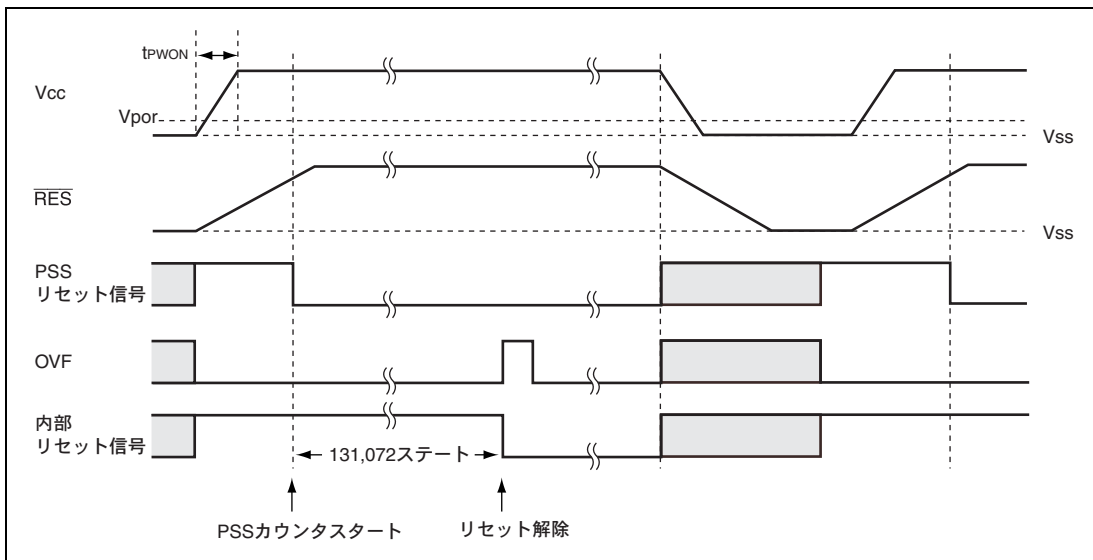 tPWON
Vcc
Vpor
Vss
RES
Vss
PSS
リセット信号
OVF
内部
リセット信号
131,072ステート
PSSカウンタスタート
リセット解除